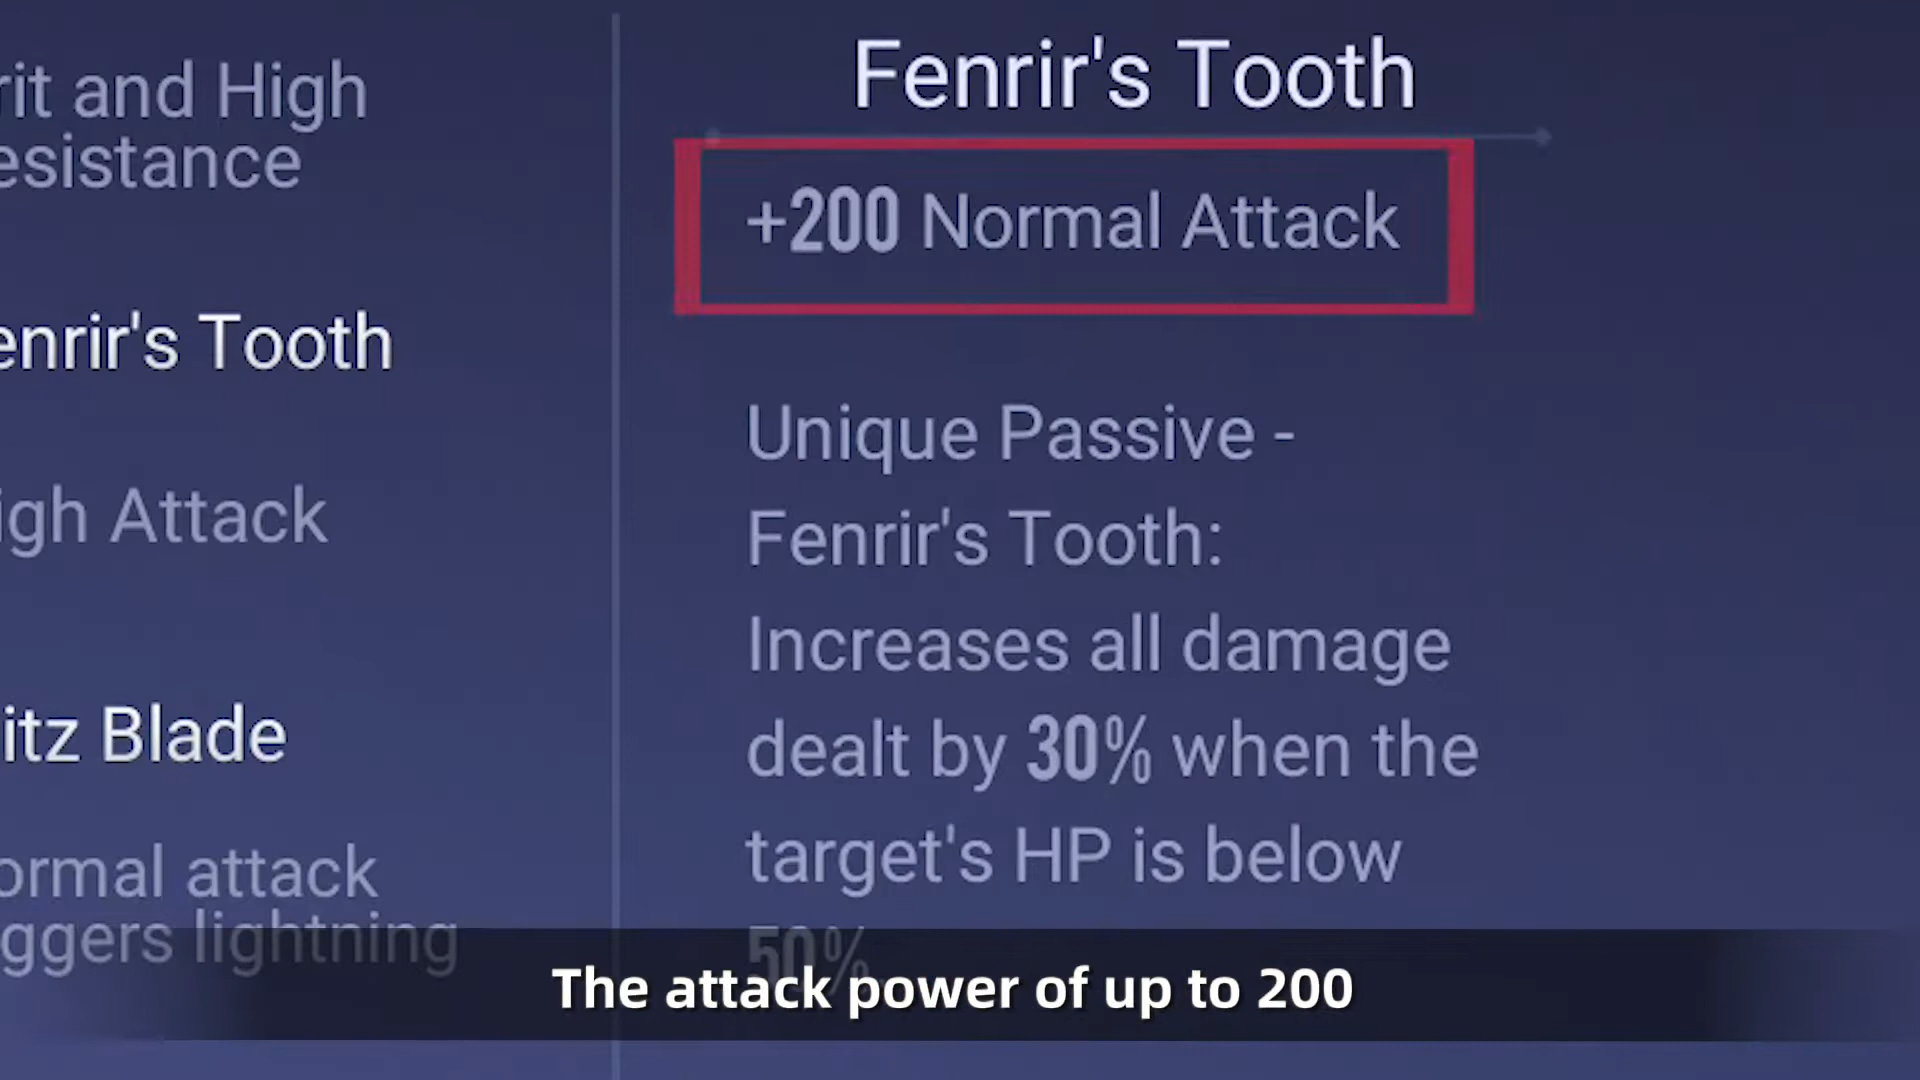 rit and High
esistance
enrir's Tooth
igh Attack
itz Blade
ormal attack
ggers lightning
Fenrir's Tooth
+200 Normal Attack
Unique Passive -
Fenrir's Tooth:
Increases all damage
dealt by 30% when the
target's HP is below
50%
The attack power of up to 200